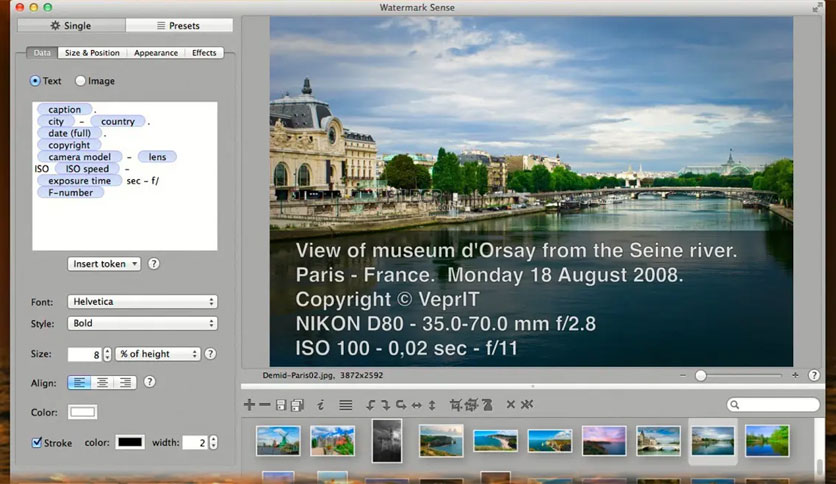 Watermark Sense
Single
Presets
Data
Size & Position
Appearance
Effects
Text
Image
caption .
city - country .
date (full) .
copyright
camera model - lens
ISO ISO speed -
exposure time sec - f/
F-number
Insert token
?
Font: Helvetica
Style: Bold
Size: 8 % of height ?
Align: ?
Color:
Stroke color: width: 2
View of museum d'Orsay from the Seine river.
Paris - France. Monday 18 August 2008.
Copyright © VeprIT
NIKON D80 - 35.0-70.0 mm f/2.8
ISO 100 - 0,02 sec - f/11
Demid-Paris02.jpg, 3872x2592
?